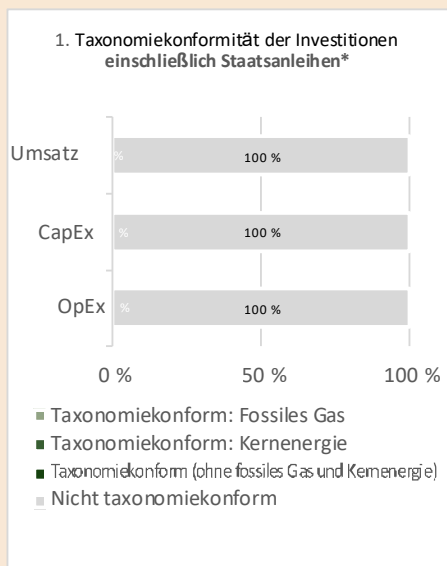 1. Taxonomiekonformität der Investitionen
einschließlich Staatsanleihen*
Umsatz
%
100 %
CapEx
%
100 %
OpEx
%
100 %
0 %
50 %
100 %
Taxonomiekonform: Fossiles Gas
Taxonomiekonform: Kernenergie
Taxonomiekonform (ohne fossiles Gas und Kernenergie)
Nicht taxonomiekonform